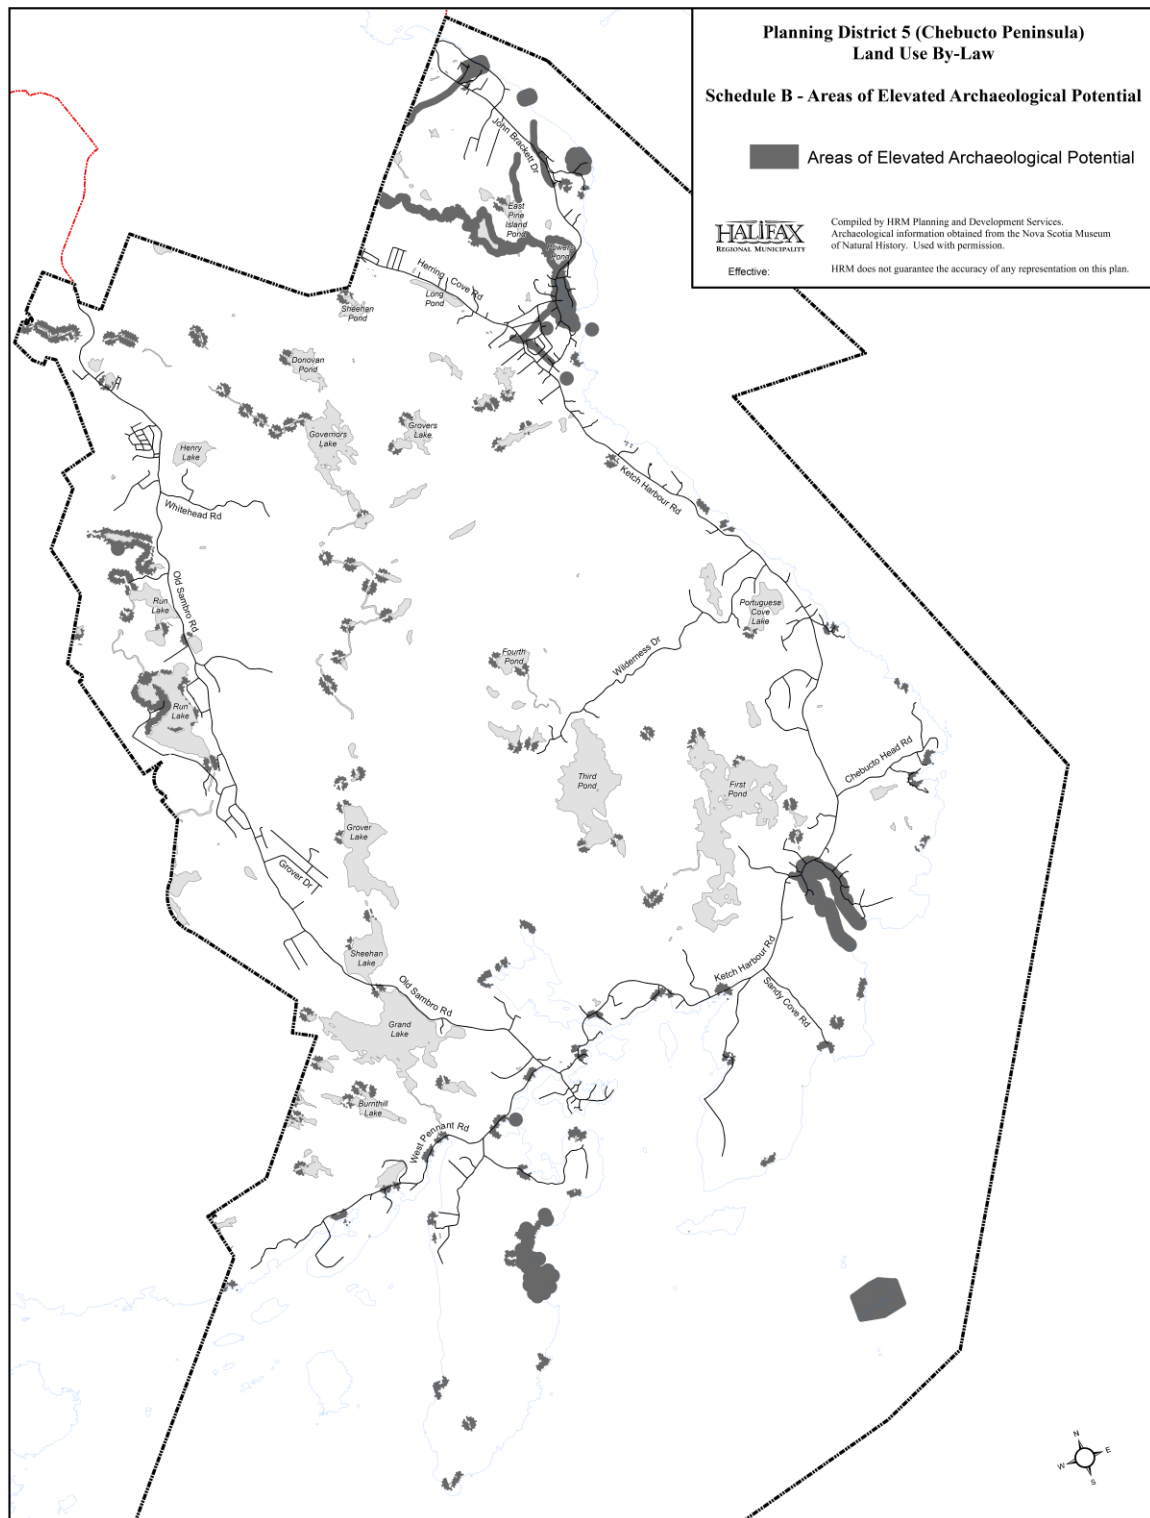 Planning District 5 (Chebucto Peninsula)
Land Use By-Law
Schedule B - Areas of Elevated Archaeological Potential
Areas of Elevated Archaeological Potential
HALIFAX
REGIONAL MUNICIPALITY
Compiled by HRM Planning and Development Services.
Archaeological information obtained from the Nova Scotia Museum
of Natural History. Used with permission.
Effective:
HRM does not guarantee the accuracy of any representation on this plan.
John Brackett Dr
East
Pine
Island
Pond
Powers
Pond
Herring Cove Rd
Long
Pond
Sheehan
Pond
Donovan
Pond
Governors
Lake
Grovers
Lake
Henry
Lake
Whitehead Rd
Ketch Harbour Rd
Old Sambro Rd
Run
Lake
Portuguese
Cove
Lake
Wilderness Dr
Fourth
Pond
Run
Lake
Chebucto Head Rd
Third
Pond
First
Pond
Grover
Lake
Grover Dr
Sheehan
Lake
Ketch Harbour Rd
Sandy Cove Rd
Old Sambro Rd
Grand
Lake
Burnthill
Lake
West Pennant Rd
N
E
W
S